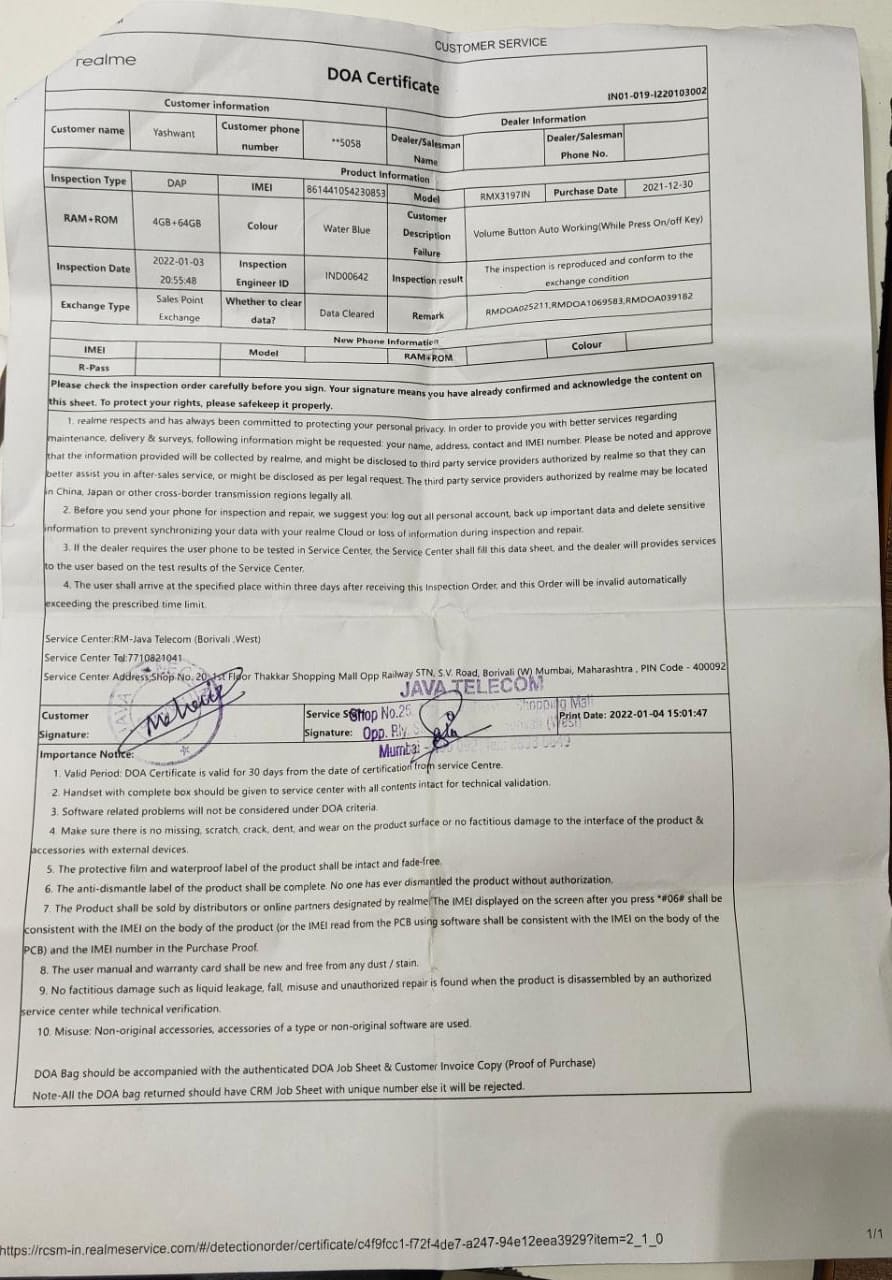 CUSTOMER SERVICE
realme
DOA Certificate
IN01-019-I220103002
Customer information
Dealer Information
Customer name Yashwant Customer phone number **5058 Dealer/Salesman Name Dealer/Salesman Phone No.
Product Information
Inspection Type DAP IMEI 861441054230853 Model RMX3197IN Purchase Date 2021-12-30
RAM+ROM 4GB+64GB Colour Water Blue Customer Description Failure Volume Button Auto Working(While Press On/off Key)
Inspection Date 2022-01-03 20:55:48 Inspection Engineer ID IND00642 Inspection result The inspection is reproduced and conform to the exchange condition
Exchange Type Sales Point Exchange Whether to clear data? Data Cleared Remark RMDOA025211,RMDOA1069583,RMDOA039182
New Phone Information
IMEI Model RAM+ROM Colour
R-Pass
Please check the inspection order carefully before you sign. Your signature means you have already confirmed and acknowledge the content on
this sheet. To protect your rights, please safekeep it properly.
1. realme respects and has always been committed to protecting your personal privacy. In order to provide you with better services regarding
maintenance, delivery & surveys, following information might be requested: your name, address, contact and IMEI number. Please be noted and approve
that the information provided will be collected by realme, and might be disclosed to third party service providers authorized by realme so that they can
better assist you in after-sales service, or might be disclosed as per legal request. The third party service providers authorized by realme may be located
in China, Japan or other cross-border transmission regions legally all.
2. Before you send your phone for inspection and repair, we suggest you: log out all personal account, back up important data and delete sensitive
information to prevent synchronizing your data with your realme Cloud or loss of information during inspection and repair.
3. If the dealer requires the user phone to be tested in Service Center, the Service Center shall fill this data sheet, and the dealer will provides services
to the user based on the test results of the Service Center.
4. The user shall arrive at the specified place within three days after receiving this Inspection Order, and this Order will be invalid automatically
exceeding the prescribed time limit.
Service Center:RM-Java Telecom (Borivali ,West)
Service Center Tel:7710821041
Service Center Address:Shop No. 20, 1st Floor Thakkar Shopping Mall Opp Railway STN, S.V. Road, Borivali (W) Mumbai, Maharashtra , PIN Code - 400092
JAVA TELECOM
Shop No.25 Shopping Mall
Opp. Rly. (West)
Mumbai -
Customer Signature: Service Signature: Print Date: 2022-01-04 15:01:47
Importance Notice:
1. Valid Period: DOA Certificate is valid for 30 days from the date of certification from service Centre.
2. Handset with complete box should be given to service center with all contents intact for technical validation.
3. Software related problems will not be considered under DOA criteria.
4. Make sure there is no missing, scratch, crack, dent, and wear on the product surface or no factitious damage to the interface of the product &
accessories with external devices.
5. The protective film and waterproof label of the product shall be intact and fade-free.
6. The anti-dismantle label of the product shall be complete. No one has ever dismantled the product without authorization.
7. The Product shall be sold by distributors or online partners designated by realme. The IMEI displayed on the screen after you press *#06# shall be
consistent with the IMEI on the body of the product (or the IMEI read from the PCB using software shall be consistent with the IMEI on the body of the
PCB) and the IMEI number in the Purchase Proof.
8. The user manual and warranty card shall be new and free from any dust / stain.
9. No factitious damage such as liquid leakage, fall, misuse and unauthorized repair is found when the product is disassembled by an authorized
service center while technical verification.
10. Misuse: Non-original accessories, accessories of a type or non-original software are used.
DOA Bag should be accompanied with the authenticated DOA Job Sheet & Customer Invoice Copy (Proof of Purchase)
Note-All the DOA bag returned should have CRM Job Sheet with unique number else it will be rejected.
https://rcsm-in.realmeservice.com/#/detectionorder/certificate/c4f9fcc1-f72f-4de7-a247-94e12eea3929?item=2_1_0
1/1